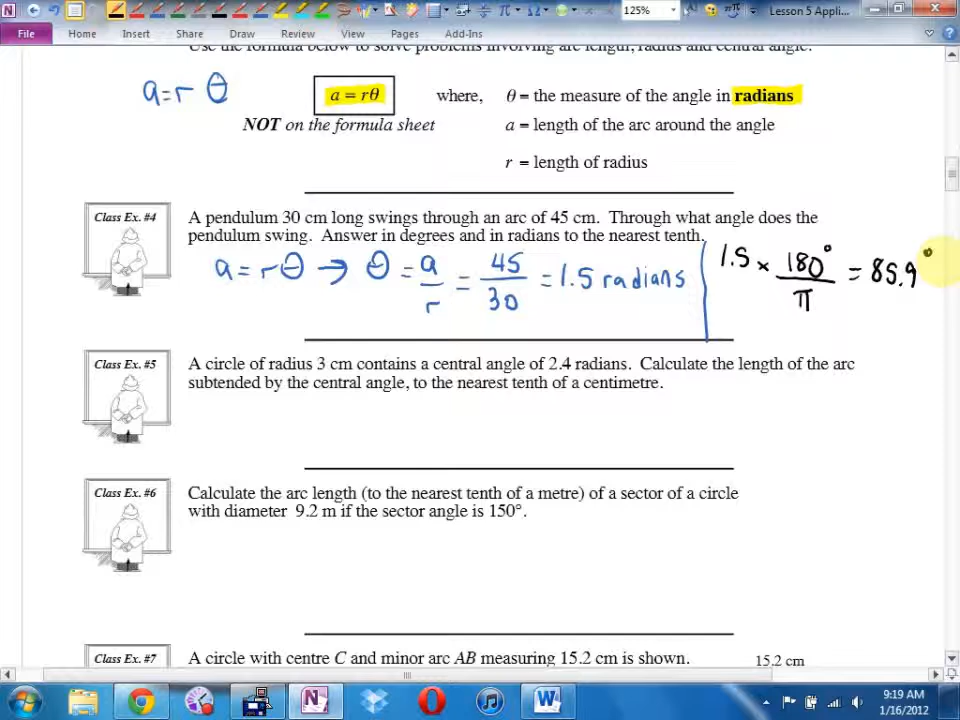 125%
Lesson 5 Appli...
File Home Insert Share Draw Review View Pages Add-Ins
Use the formula below to solve problems involving arc length, radius and central angle.
a = r θ
a = rθ
where, θ = the measure of the angle in radians
NOT on the formula sheet
a = length of the arc around the angle
r = length of radius
Class Ex. #4
A pendulum 30 cm long swings through an arc of 45 cm. Through what angle does the
pendulum swing. Answer in degrees and in radians to the nearest tenth.
a = rθ → θ = a/r = 45/30 = 1.5 radians
1.5 × 180°/π = 85.9°
Class Ex. #5
A circle of radius 3 cm contains a central angle of 2.4 radians. Calculate the length of the arc
subtended by the central angle, to the nearest tenth of a centimetre.
Class Ex. #6
Calculate the arc length (to the nearest tenth of a metre) of a sector of a circle
with diameter 9.2 m if the sector angle is 150°.
Class Ex. #7
A circle with centre C and minor arc AB measuring 15.2 cm is shown.
15.2 cm
9:19 AM
1/16/2012